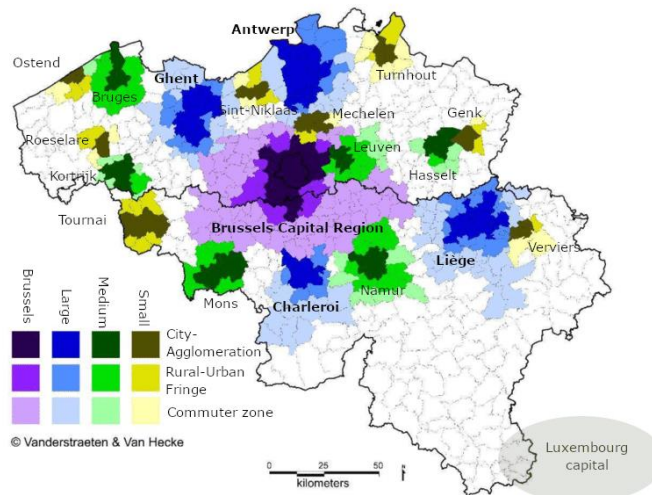 Antwerp
Ostend
Bruges
Ghent
Sint-Niklaas
Turnhout
Mechelen
Genk
Roeselare
Leuven
Kortrijk
Hasselt
Tournai
Brussels Capital Region
Liège
Verviers
Mons
Charleroi
Namur
Brussels
Large
Medium
Small
City-
Agglomeration
Rural-Urban
Fringe
Commuter zone
© Vanderstraeten & Van Hecke
0 25 50
kilometers
N
Luxembourg
capital